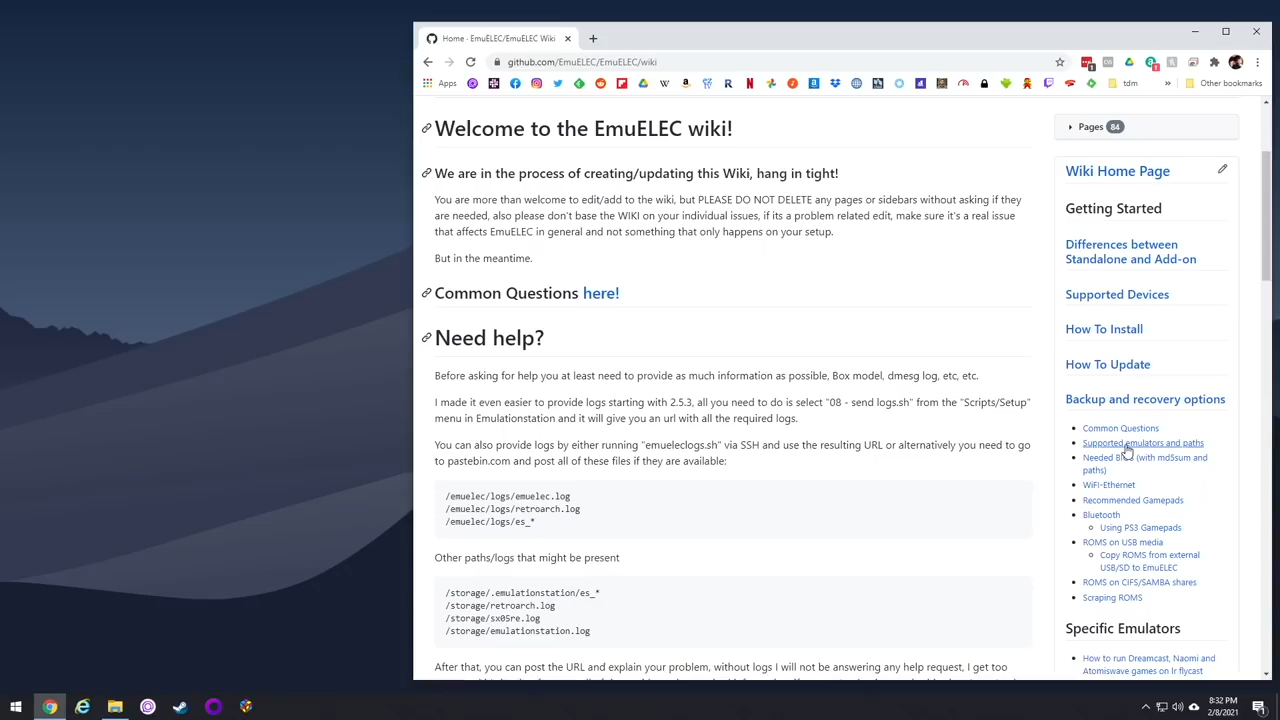 Home · EmuELEC/EmuELEC Wiki
github.com/EmuELEC/EmuELEC/wiki
Apps
tdm
Other bookmarks
Welcome to the EmuELEC wiki!
We are in the process of creating/updating this Wiki, hang in tight!
You are more than welcome to edit/add to the wiki, but PLEASE DO NOT DELETE any pages or sidebars without asking if they
are needed, also please don't base the WIKI on your individual issues, if its a problem related edit, make sure it's a real issue
that affects EmuELEC in general and not something that only happens on your setup.
But in the meantime.
Common Questions here!
Need help?
Before asking for help you at least need to provide as much information as possible, Box model, dmesg log, etc, etc.
I made it even easier to provide logs starting with 2.5.3, all you need to do is select "08 - send logs.sh" from the "Scripts/Setup"
menu in Emulationstation and it will give you an url with all the required logs.
You can also provide logs by either running "emueleclogs.sh" via SSH and use the resulting URL or alternatively you need to go
to pastebin.com and post all of these files if they are available:
/emuelec/logs/emuelec.log
/emuelec/logs/retroarch.log
/emuelec/logs/es_*
Other paths/logs that might be present
/storage/.emulationstation/es_*
/storage/retroarch.log
/storage/sx05re.log
/storage/emulationstation.log
After that, you can post the URL and explain your problem, without logs I will not be answering any help request, I get too
Pages 84
Wiki Home Page
Getting Started
Differences between
Standalone and Add-on
Supported Devices
How To Install
How To Update
Backup and recovery options
Common Questions
Supported emulators and paths
Needed (with md5sum and
paths)
WiFI-Ethernet
Recommended Gamepads
Bluetooth
Using PS3 Gamepads
ROMS on USB media
Copy ROMS from external
USB/SD to EmuELEC
ROMS on CIFS/SAMBA shares
Scraping ROMS
Specific Emulators
How to run Dreamcast, Naomi and
Atomiswave games on lr flycast
8:32 PM
2/8/2021